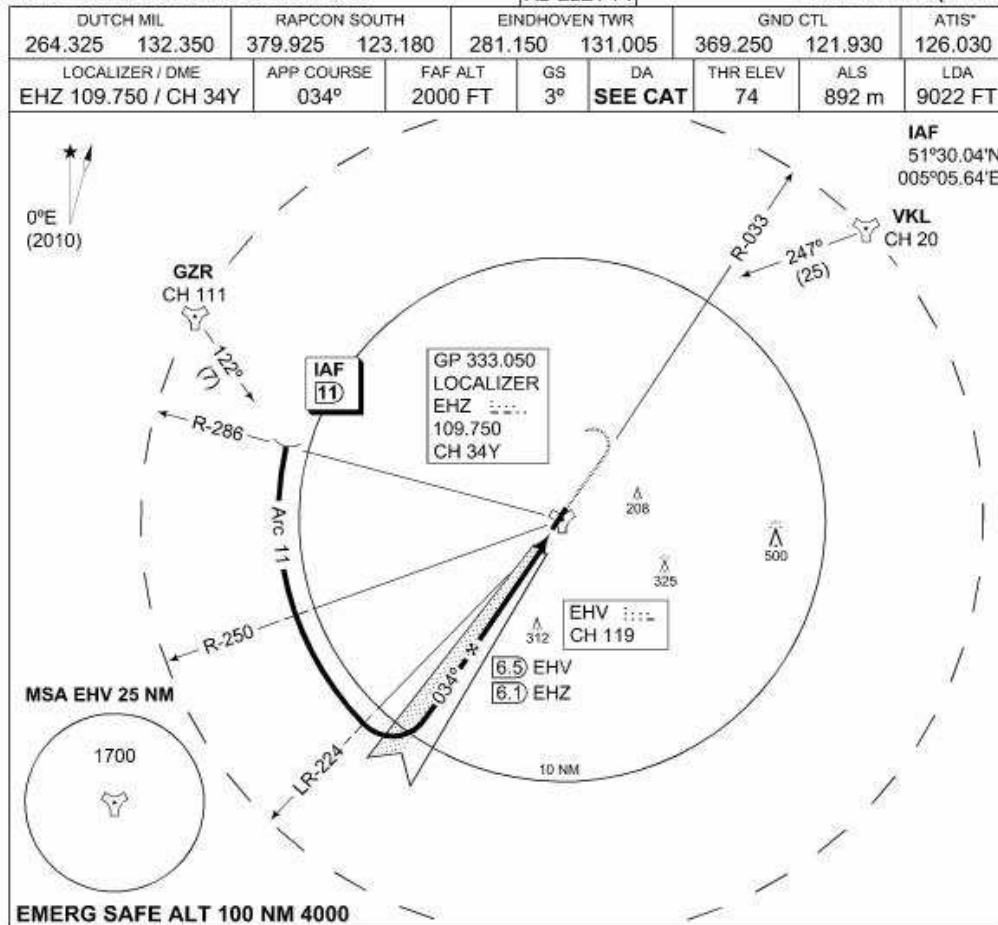 DUTCH MIL RAPCON SOUTH EINDHOVEN TWR GND CTL ATIS*
264.325 132.350 379.925 123.180 281.150 131.005 369.250 121.930 126.030
LOCALIZER / DME APP COURSE FAF ALT GS DA THR ELEV ALS LDA
EHZ 109.750 / CH 34Y 034º 2000 FT 3º SEE CAT 74 892 m 9022 FT
IAF
51º30.04'N
005º05.64'E
0ºE
(2010)
VKL
CH 20
R-033
247º
(25)
GZR
CH 111
122º
(7)
IAF
11
GP 333.050
LOCALIZER
EHZ
109.750
CH 34Y
R-286
Arc 11
208
500
325
R-250
EHV
CH 119
312
6.5 EHV
6.1 EHZ
034º
MSA EHV 25 NM
1700
LR-224
10 NM
EMERG SAFE ALT 100 NM 4000